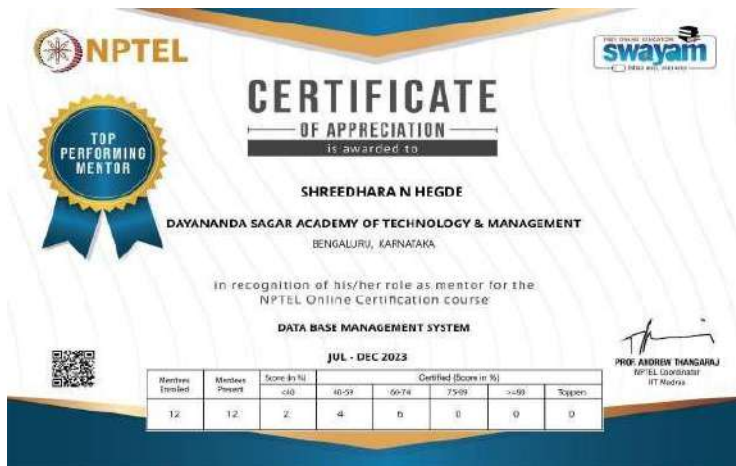 NPTEL
swayam
CERTIFICATE
OF APPRECIATION
is awarded to
TOP
PERFORMING
MENTOR
SHREEDHARA N HEGDE
DAYANANDA SAGAR ACADEMY OF TECHNOLOGY & MANAGEMENT
BENGALURU, KARNATAKA
in recognition of his/her role as mentor for the
NPTEL Online Certification course
DATA BASE MANAGEMENT SYSTEM
JUL - DEC 2023
PROF. ANDREW THANGARAJ
NPTEL Coordinator
IIT Madras
Mentees Enrolled Mentees Present Score (in %) Certified (Score in %)
<40 40-59 60-74 75-89 >=90 Toppers
12 12 2 4 6 0 0 0